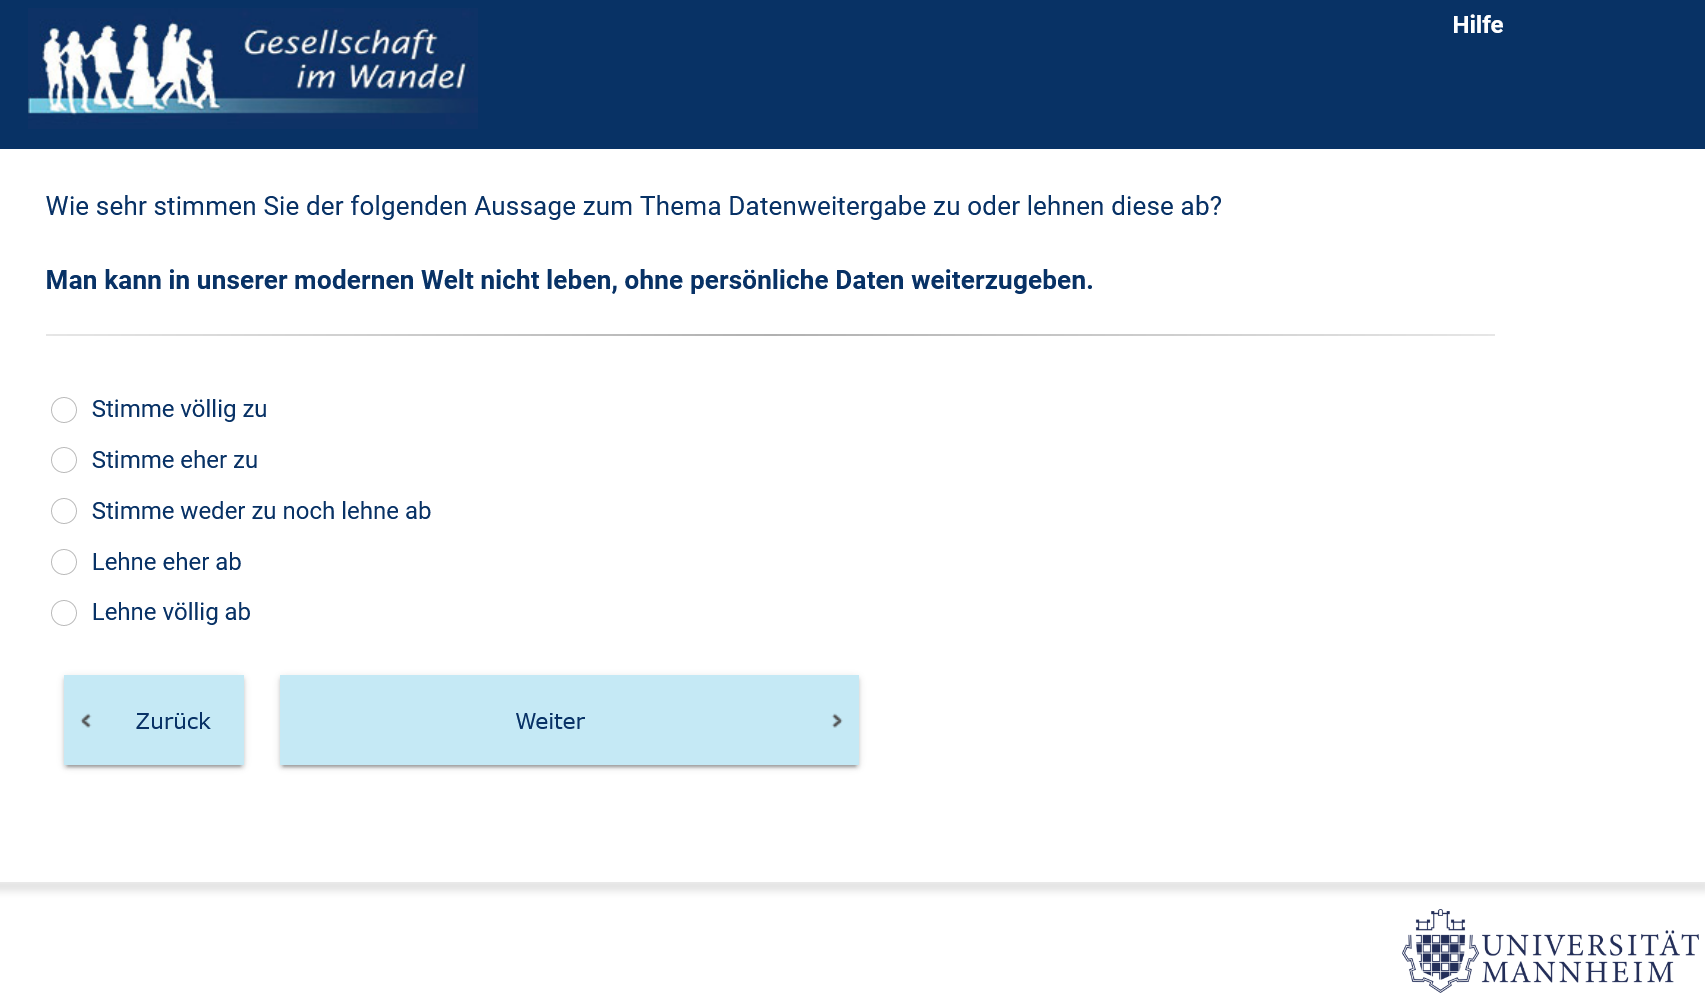 Gesellschaft
im Wandel
Hilfe
Wie sehr stimmen Sie der folgenden Aussage zum Thema Datenweitergabe zu oder lehnen diese ab?
Man kann in unserer modernen Welt nicht leben, ohne persönliche Daten weiterzugeben.
Stimme völlig zu
Stimme eher zu
Stimme weder zu noch lehne ab
Lehne eher ab
Lehne völlig ab
Zurück
Weiter
UNIVERSITÄT
MANNHEIM